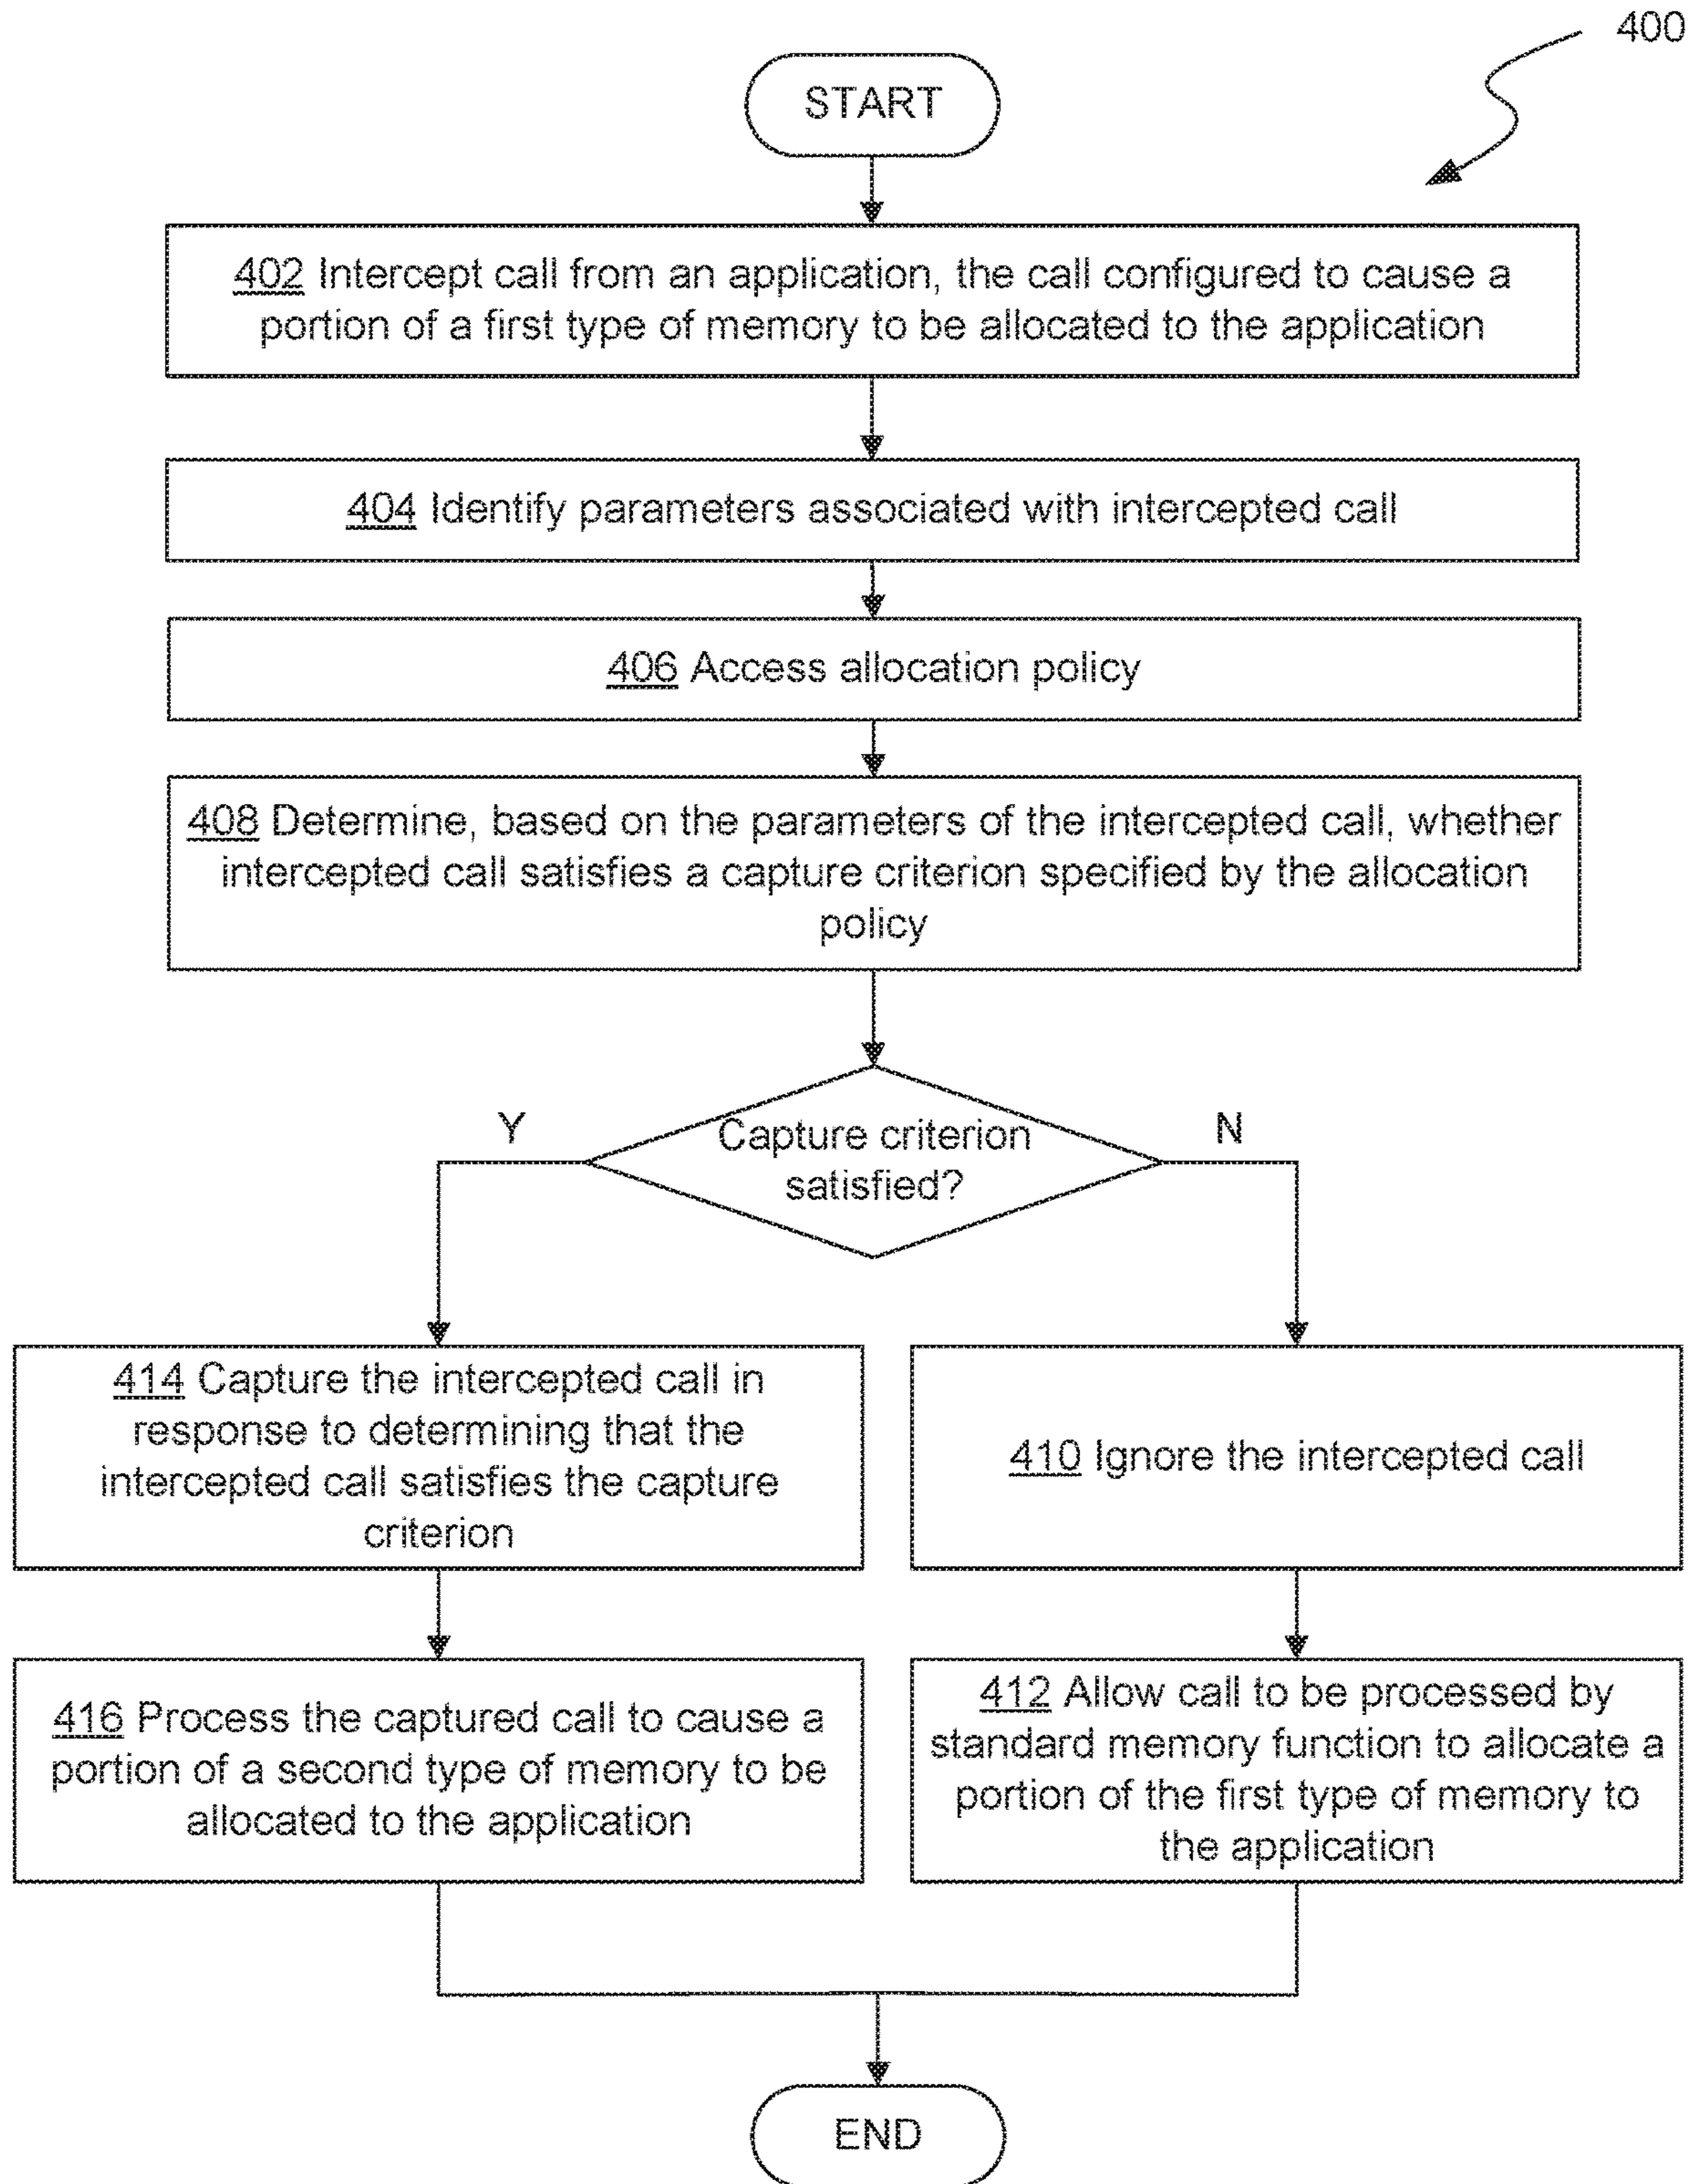 400
START
402 Intercept call from an application, the call configured to cause a
portion of a first type of memory to be allocated to the application
404 Identify parameters associated with intercepted call
406 Access allocation policy
408 Determine, based on the parameters of the intercepted call, whether
intercepted call satisfies a capture criterion specified by the allocation
policy
Capture criterion
satisfied?
Y
N
414 Capture the intercepted call in
response to determining that the
intercepted call satisfies the capture
criterion
410 Ignore the intercepted call
416 Process the captured call to cause a
portion of a second type of memory to be
allocated to the application
412 Allow call to be processed by
standard memory function to allocate a
portion of the first type of memory to
the application
END